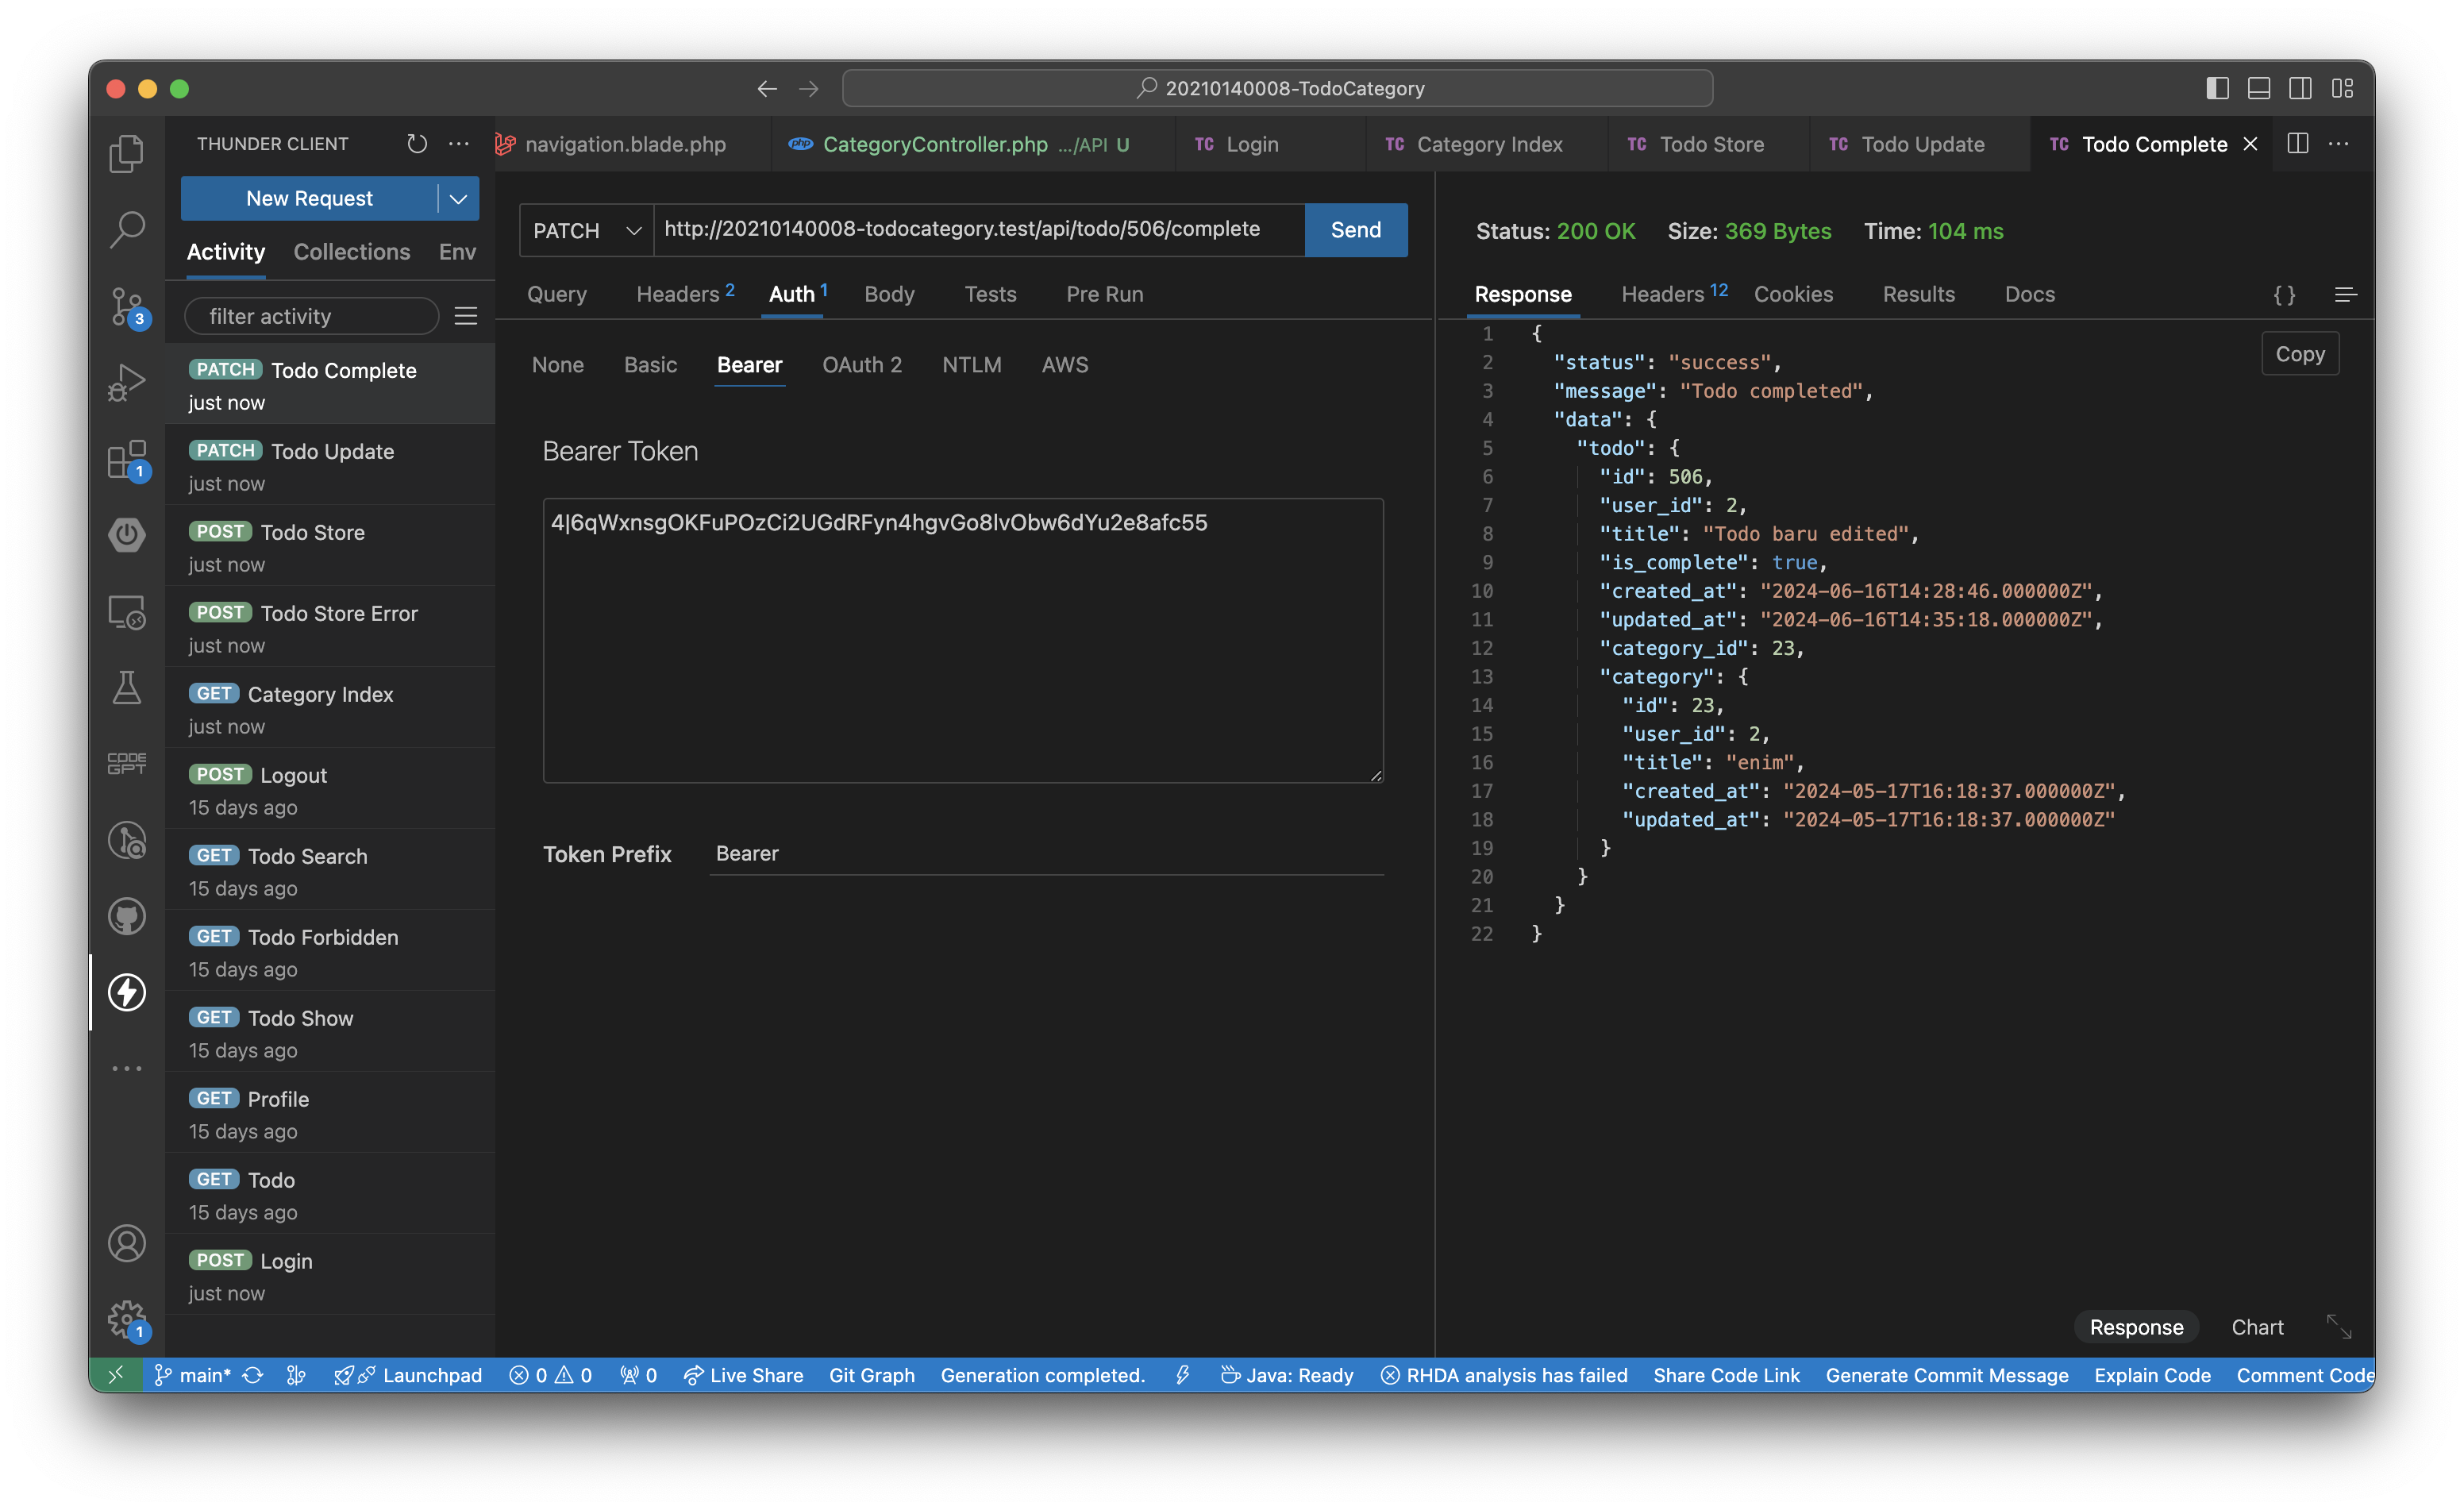 20210140008-TodoCategory
THUNDER CLIENT
New Request
Activity Collections Env
filter activity
PATCH Todo Complete
just now
PATCH Todo Update
just now
POST Todo Store
just now
POST Todo Store Error
just now
GET Category Index
just now
POST Logout
15 days ago
GET Todo Search
15 days ago
GET Todo Forbidden
15 days ago
GET Todo Show
15 days ago
GET Profile
15 days ago
GET Todo
15 days ago
POST Login
just now
3
1
CODE
GPT
1
navigation.blade.php
php CategoryController.php .../API U
TC Login
TC Category Index
TC Todo Store
TC Todo Update
TC Todo Complete
PATCH http://20210140008-todocategory.test/api/todo/506/complete Send
Query Headers 2 Auth 1 Body Tests Pre Run
None Basic Bearer OAuth 2 NTLM AWS
Bearer Token
4|6qWxnsgOKFuPOzCi2UGdRFyn4hgvGo8lvObw6dYu2e8afc55
Token Prefix Bearer
Status: 200 OK Size: 369 Bytes Time: 104 ms
Response Headers 12 Cookies Results Docs {}
Copy
1 {
2 "status": "success",
3 "message": "Todo completed",
4 "data": {
5 "todo": {
6 "id": 506,
7 "user_id": 2,
8 "title": "Todo baru edited",
9 "is_complete": true,
10 "created_at": "2024-06-16T14:28:46.000000Z",
11 "updated_at": "2024-06-16T14:35:18.000000Z",
12 "category_id": 23,
13 "category": {
14 "id": 23,
15 "user_id": 2,
16 "title": "enim",
17 "created_at": "2024-05-17T16:18:37.000000Z",
18 "updated_at": "2024-05-17T16:18:37.000000Z"
19 }
20 }
21 }
22 }
Response Chart
main* Launchpad 0 0 0 Live Share Git Graph Generation completed. Java: Ready RHDA analysis has failed Share Code Link Generate Commit Message Explain Code Comment Code